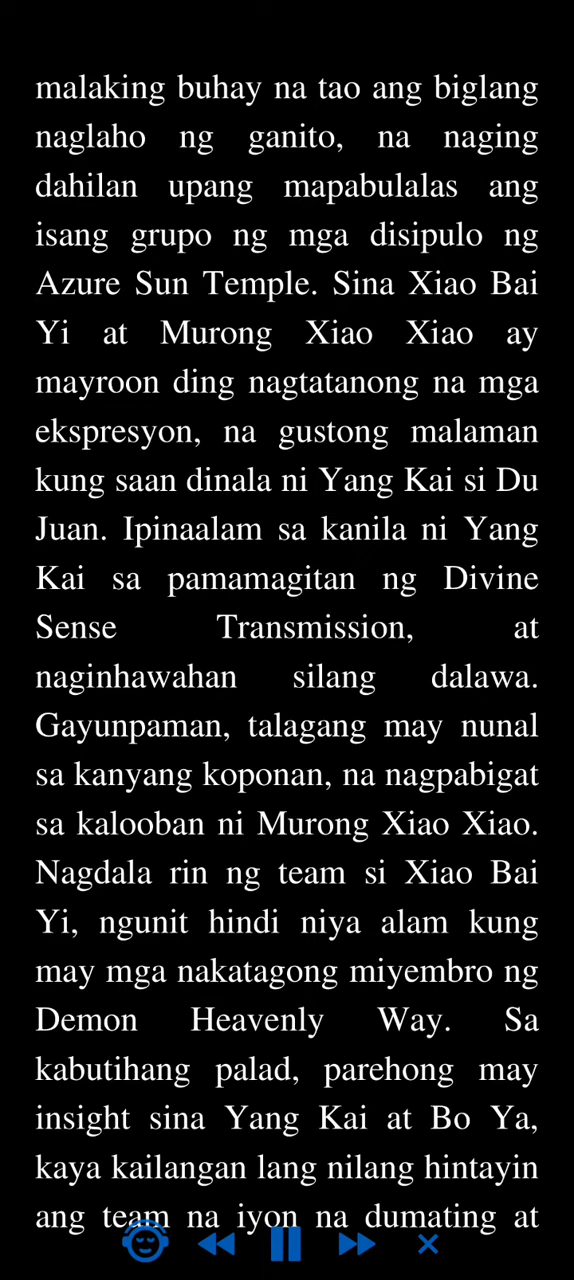 malaking buhay na tao ang biglang
naglaho ng ganito, na naging
dahilan upang mapabulalas ang
isang grupo ng mga disipulo ng
Azure Sun Temple. Sina Xiao Bai
Yi at Murong Xiao Xiao ay
mayroon ding nagtatanong na mga
ekspresyon, na gustong malaman
kung saan dinala ni Yang Kai si Du
Juan. Ipinaalam sa kanila ni Yang
Kai sa pamamagitan ng Divine
Sense Transmission, at
naginhawahan silang dalawa.
Gayunpaman, talagang may nunal
sa kanyang koponan, na nagpabigat
sa kalooban ni Murong Xiao Xiao.
Nagdala rin ng team si Xiao Bai
Yi, ngunit hindi niya alam kung
may mga nakatagong miyembro ng
Demon Heavenly Way. Sa
kabutihang palad, parehong may
insight sina Yang Kai at Bo Ya,
kaya kailangan lang nilang hintayin
ang team na iyon na dumating at